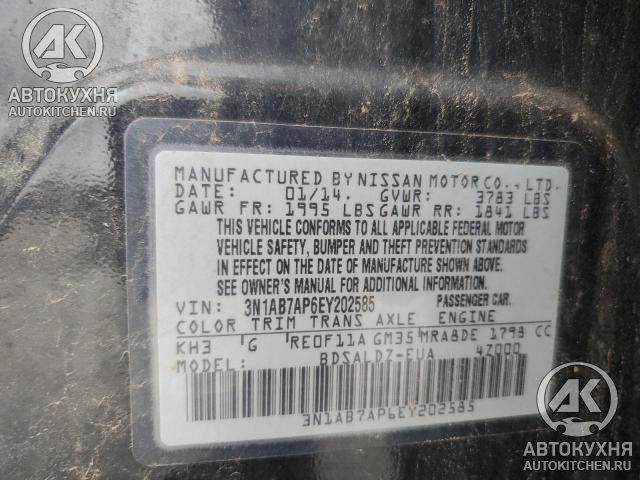 AK
АВТОКУХНЯ
AUTOKITCHEN.RU
MANUFACTURED BY NISSAN MOTOR CO., LTD.
DATE: 01/14. GVWR: 3783 LBS
GAWR FR: 1995 LBS GAWR RR: 1841 LBS
THIS VEHICLE CONFORMS TO ALL APPLICABLE FEDERAL MOTOR
VEHICLE SAFETY, BUMPER AND THEFT PREVENTION STANDARDS
IN EFFECT ON THE DATE OF MANUFACTURE SHOWN ABOVE.
SEE OWNER'S MANUAL FOR ADDITIONAL INFORMATION.
VIN: 3N1AB7AP6EY202585 PASSENGER CAR.
COLOR TRIM TRANS AXLE ENGINE
KH3 G RE0F11A GM35 MRA8DE 1798 CC
MODEL: BDSALDZ-EUA 4Z000
3N1AB7AP6EY202585
AK
АВТОКУХНЯ
AUTOKITCHEN.RU